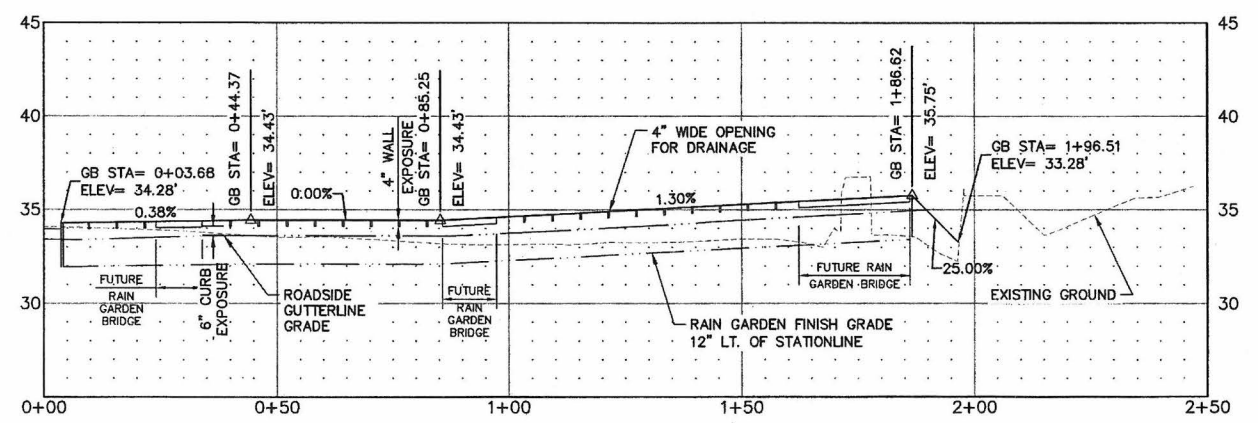 45
45
40
40
35
35
30
30
GB STA= 0+03.68
ELEV= 34.28'
0.38%
GB STA= 0+44.37
ELEV= 34.43'
0.00%
4" WALL
EXPOSURE
GB STA= 0+85.25
ELEV= 34.43'
4" WIDE OPENING
FOR DRAINAGE
1.30%
GB STA= 1+86.62
ELEV= 35.75'
GB STA= 1+96.51
ELEV= 33.28'
25.00%
FUTURE
RAIN
GARDEN
BRIDGE
6" CURB
EXPOSURE
ROADSIDE
GUTTERLINE
GRADE
FUTURE
RAIN
GARDEN
BRIDGE
RAIN GARDEN FINISH GRADE
12" LT. OF STATIONLINE
FUTURE RAIN
GARDEN BRIDGE
EXISTING GROUND
0+00
0+50
1+00
1+50
2+00
2+50